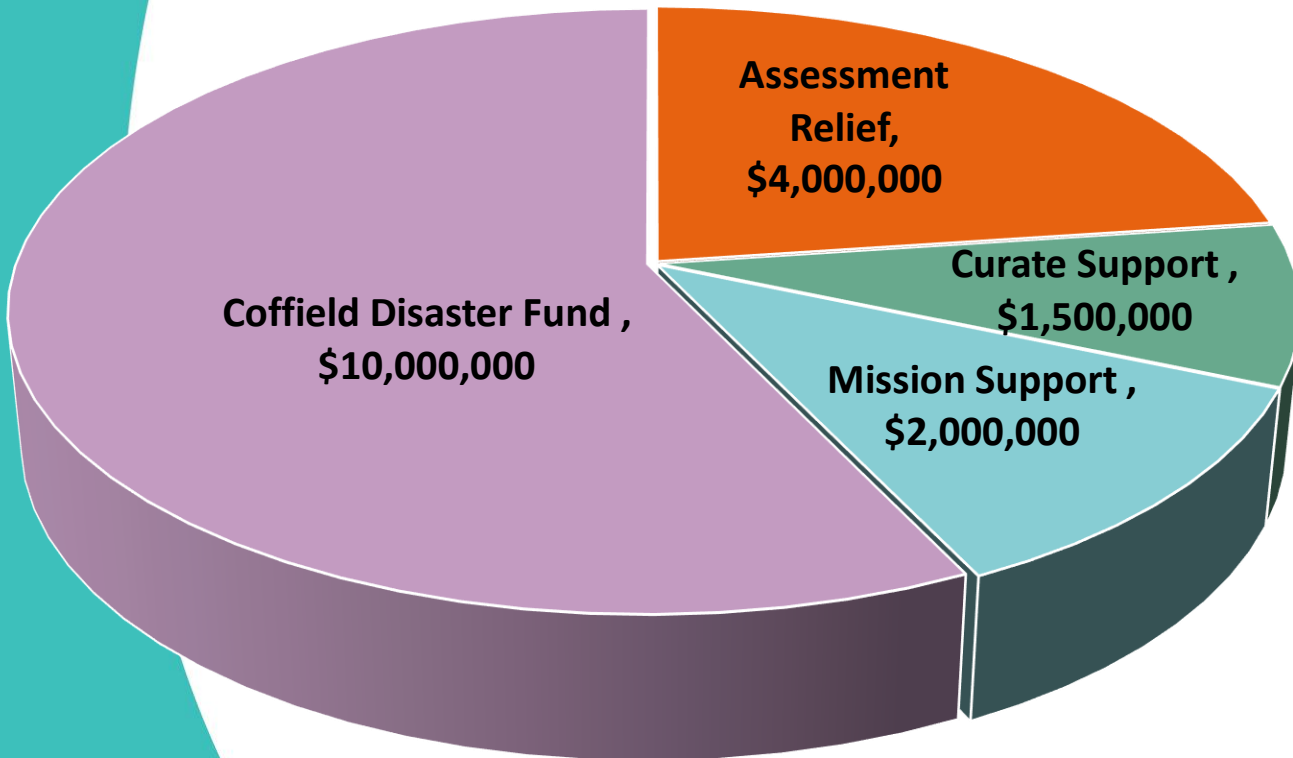 Assessment
Relief,
$4,000,000
Curate Support ,
$1,500,000
Coffield Disaster Fund ,
$10,000,000
Mission Support ,
$2,000,000